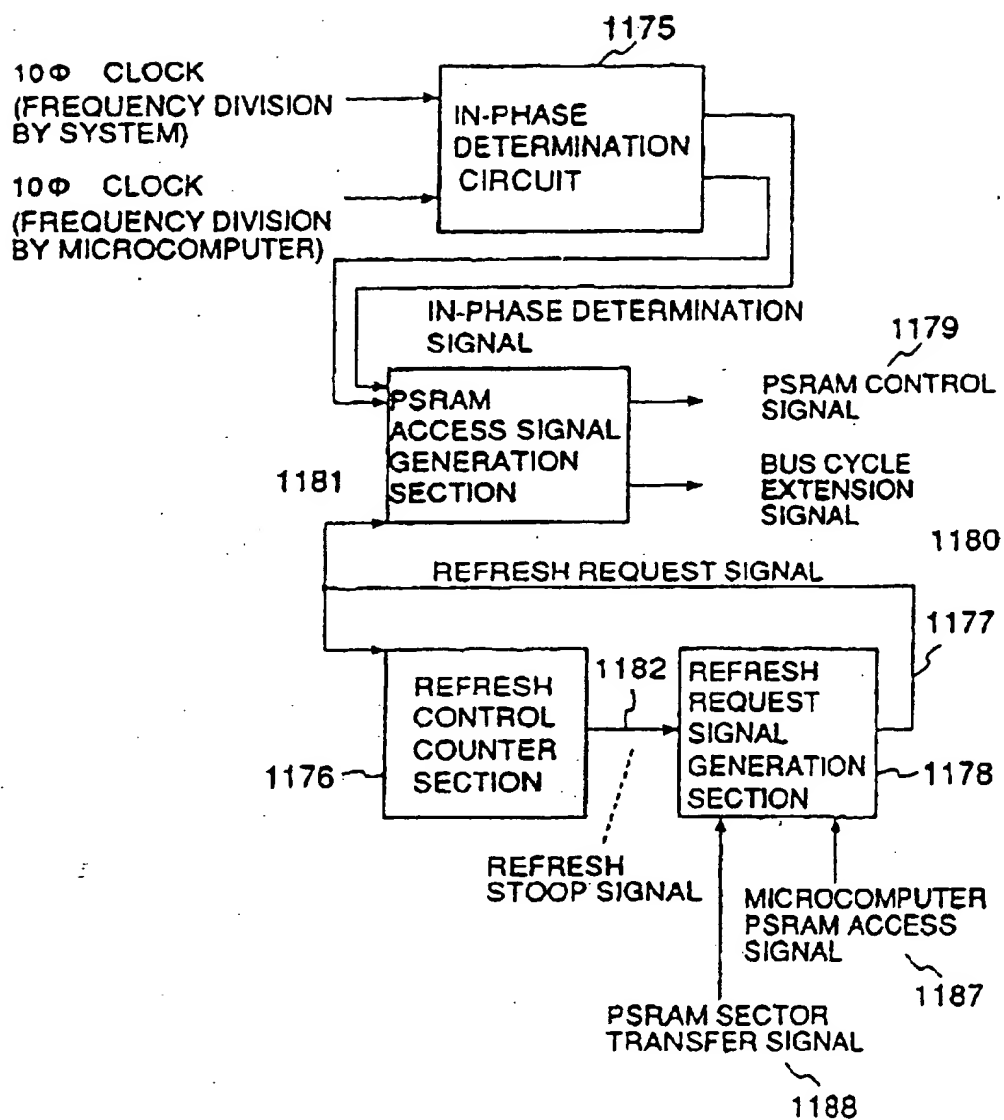 1175
10Φ CLOCK
(FREQUENCY DIVISION
BY SYSTEM)
10Φ CLOCK
(FREQUENCY DIVISION
BY MICROCOMPUTER)
IN-PHASE
DETERMINATION
CIRCUIT
IN-PHASE DETERMINATION
SIGNAL
1179
PSRAM CONTROL
SIGNAL
PSRAM
ACCESS SIGNAL
GENERATION
SECTION
1181
BUS CYCLE
EXTENSION
SIGNAL
1180
REFRESH REQUEST SIGNAL
1177
1182
REFRESH
CONTROL
COUNTER
SECTION
1176
REFRESH
REQUEST
SIGNAL
GENERATION
SECTION
1178
REFRESH
STOOP SIGNAL
MICROCOMPUTER
PSRAM ACCESS
SIGNAL
1187
PSRAM SECTOR
TRANSFER SIGNAL
1188